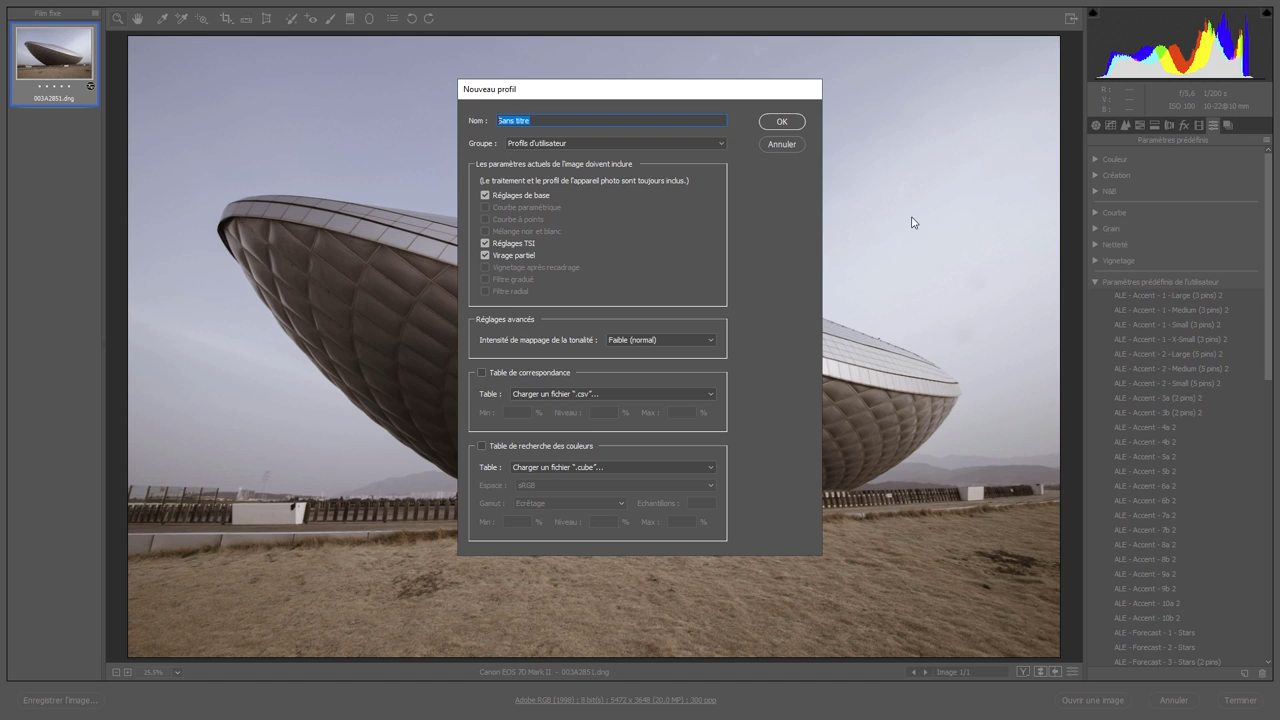 Film fixe
003A2851.dng
Nouveau profil
Nom :
Sans titre
OK
Groupe :
Profils d'utilisateur
Annuler
Les paramètres actuels de l'image doivent inclure
(Le traitement et le profil de l'appareil photo sont toujours inclus.)
Réglages de base
Courbe paramétrique
Courbe à points
Mélange noir et blanc
Réglages TSI
Virage partiel
Vignetage après recadrage
Filtre gradué
Filtre radial
Réglages avancés
Intensité de mappage de la tonalité :
Faible (normal)
Table de correspondance
Table :
Charger un fichier ".csv"...
Min : % Niveau : % Max : %
Table de recherche des couleurs
Table :
Charger un fichier ".cube"...
Espace :
sRGB
Gamut :
Ecrêtage
Echantillons :
Min : % Niveau : % Max : %
R : ---
V : ---
B : ---
f/5,6 1/200 s
ISO 100 10-22@10 mm
Paramètres prédéfinis
Couleur
Création
N&B
Courbe
Grain
Netteté
Vignetage
Paramètres prédéfinis de l'utilisateur
ALE - Accent - 1 - Large (3 pins) 2
ALE - Accent - 1 - Medium (3 pins) 2
ALE - Accent - 1 - Small (3 pins) 2
ALE - Accent - 1 - X-Small (3 pins) 2
ALE - Accent - 2 - Large (5 pins) 2
ALE - Accent - 2 - Medium (5 pins) 2
ALE - Accent - 2 - Small (5 pins) 2
ALE - Accent - 3a (2 pins) 2
ALE - Accent - 3b (2 pins) 2
ALE - Accent - 4a 2
ALE - Accent - 4b 2
ALE - Accent - 5a 2
ALE - Accent - 5b 2
ALE - Accent - 6a 2
ALE - Accent - 6b 2
ALE - Accent - 7a 2
ALE - Accent - 7b 2
ALE - Accent - 8a 2
ALE - Accent - 8b 2
ALE - Accent - 9a 2
ALE - Accent - 9b 2
ALE - Accent - 10a 2
ALE - Accent - 10b 2
ALE - Forecast - 1 - Stars
ALE - Forecast - 2 - Stars
ALE - Forecast - 3 - Stars (2 pins)
25,5%
Canon EOS 7D Mark II - 003A2851.dng
Image 1/1
Y
Enregistrer l'image...
Adobe RGB (1998) ; 8 bit(s) ; 5472 x 3648 (20,0 MP) ; 300 ppp
Ouvrir une image
Annuler
Terminer